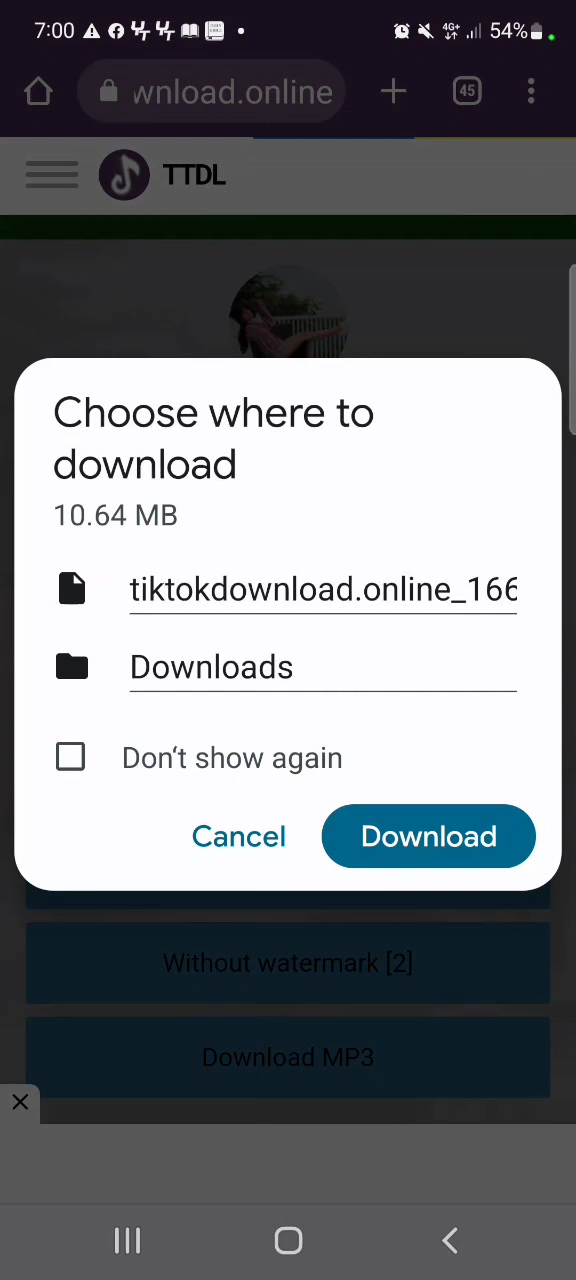 7:00 4G+ 54%
wnload.online 45
TTDL
Choose where to
download
10.64 MB
tiktokdownload.online_166
Downloads
Don't show again
Cancel Download
Without watermark [2]
Download MP3